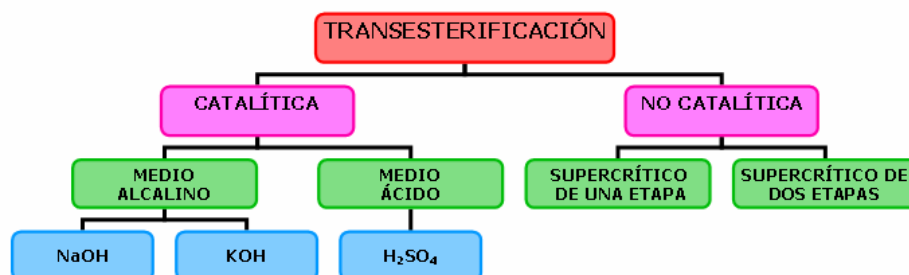 TRANSESTERIFICACIÓN
CATALÍTICA
NO CATALÍTICA
MEDIO
ALCALINO
MEDIO
ÁCIDO
SUPERCRÍTICO
DE UNA ETAPA
SUPERCRÍTICO DE
DOS ETAPAS
NaOH
KOH
H₂SO₄